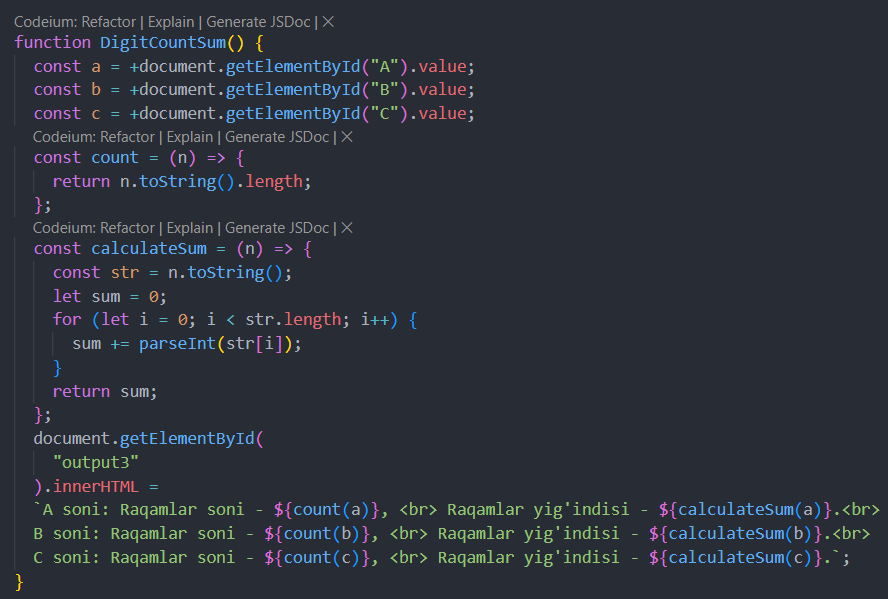 Codeium: Refactor | Explain | Generate JSDoc | ×
function DigitCountSum() {
const a = +document.getElementById("A").value;
const b = +document.getElementById("B").value;
const c = +document.getElementById("C").value;
Codeium: Refactor | Explain | Generate JSDoc | ×
const count = (n) => {
return n.toString().length;
};
Codeium: Refactor | Explain | Generate JSDoc | ×
const calculateSum = (n) => {
const str = n.toString();
let sum = 0;
for (let i = 0; i < str.length; i++) {
sum += parseInt(str[i]);
}
return sum;
};
document.getElementById(
"output3"
).innerHTML =
`A soni: Raqamlar soni - ${count(a)}, <br> Raqamlar yig'indisi - ${calculateSum(a)}.<br>
B soni: Raqamlar soni - ${count(b)}, <br> Raqamlar yig'indisi - ${calculateSum(b)}.<br>
C soni: Raqamlar soni - ${count(c)}, <br> Raqamlar yig'indisi - ${calculateSum(c)}.`;
}